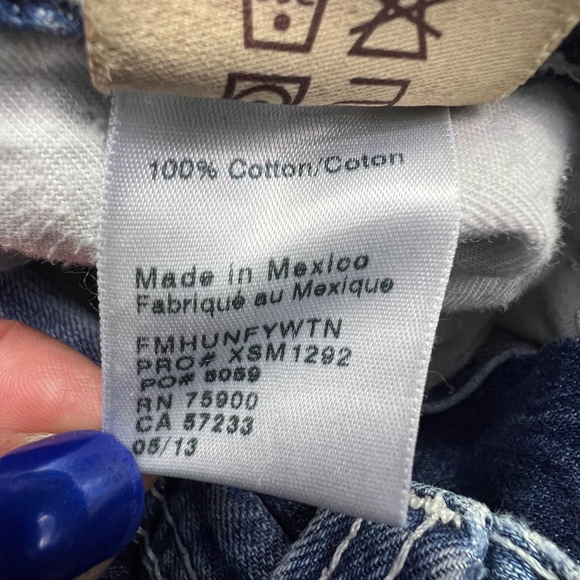 100% Cotton/Coton
Made in Mexico
Fabriqué au Mexique
FMHUNFYWTN
PRO# XSM1292
PO# 5059
RN 75900
CA 57233
05/13